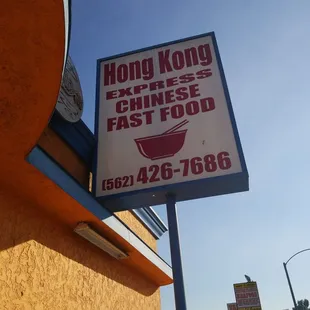 Hong Kong
EXPRESS
CHINESE
FAST FOOD
(562) 426-7686